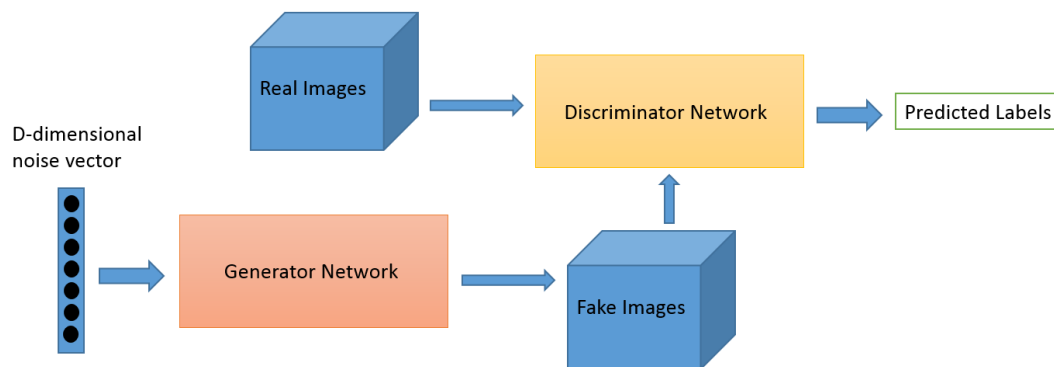 Real Images
Discriminator Network
Predicted Labels
D-dimensional
noise vector
Generator Network
Fake Images